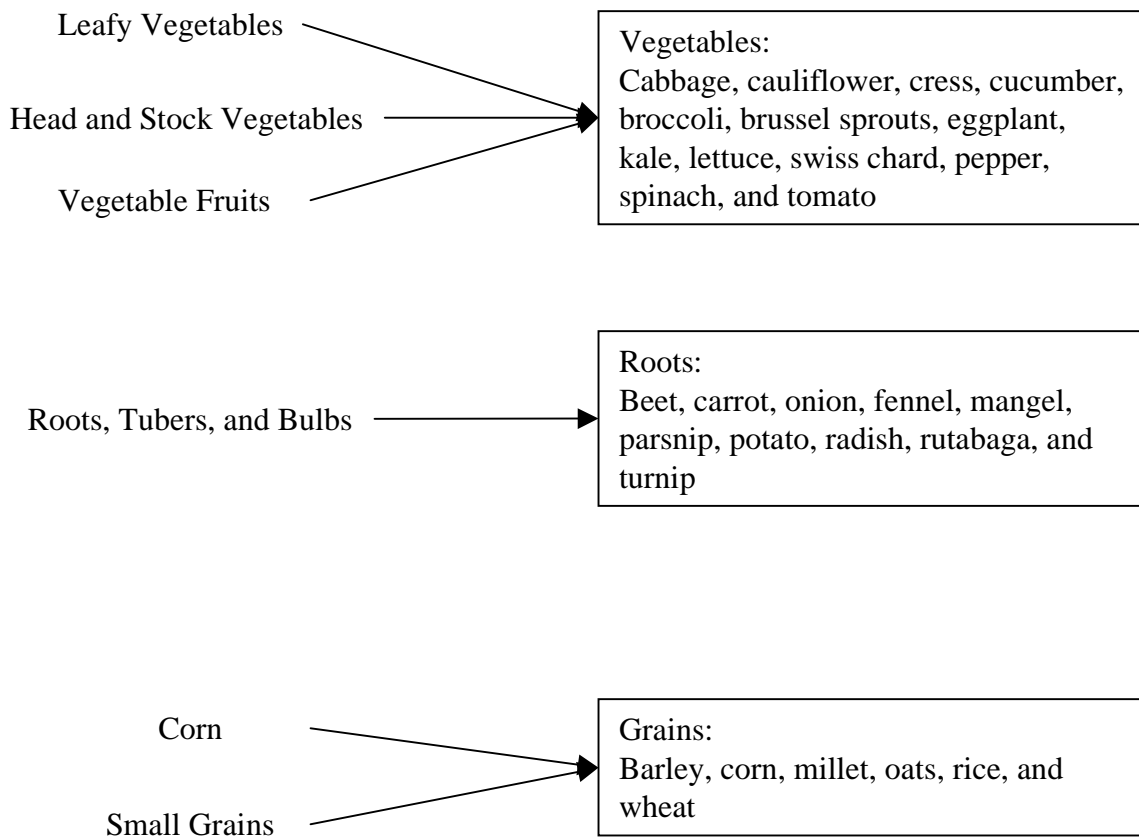 Leafy Vegetables
Head and Stock Vegetables
Vegetable Fruits
Vegetables:
Cabbage, cauliflower, cress, cucumber,
broccoli, brussel sprouts, eggplant,
kale, lettuce, swiss chard, pepper,
spinach, and tomato
Roots, Tubers, and Bulbs
Roots:
Beet, carrot, onion, fennel, mangel,
parsnip, potato, radish, rutabaga, and
turnip
Corn
Small Grains
Grains:
Barley, corn, millet, oats, rice, and
wheat